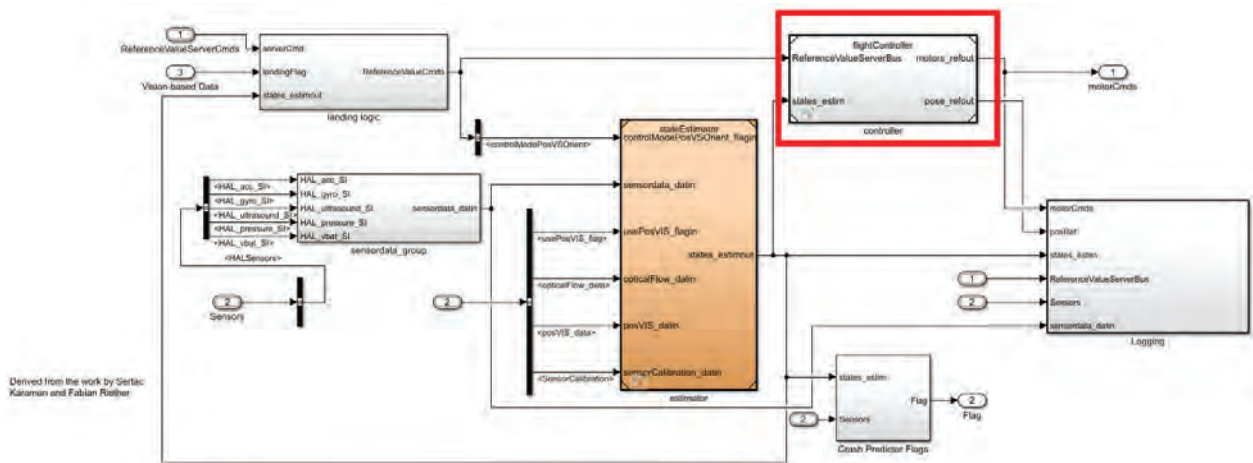 1
ReferenceValueServerCmds
3
Vision-based Data
serverCmd
landingFlag
states_estimout
ReferenceValueCmds
landing logic
flightController
ReferenceValueServerBus
motors_refout
states_estim
pose_refout
controller
1
motorCmds
<controlModePosVSOrient>
stateEstimator
controlModePosVSOrient_flagin
sensordata_datin
usePosVIS_flagin
opticalFlow_datin
posVIS_datin
sensorCalibration_datin
states_estimout
estimator
<HAL_acc_SI>
<HAL_gyro_SI>
<HAL_ultrasound_SI>
<HAL_pressure_SI>
<HAL_vbat_SI>
<HALSensors>
HAL_acc_SI
HAL_gyro_SI
HAL_ultrasound_SI
HAL_pressure_SI
HAL_vbat_SI
sensordata_datin
sensordata_group
2
Sensors
2
<usePosVIS_flag>
<opticalFlow_data>
<posVIS_data>
<SensorCalibration>
motorCmds
posRef
states_estim
1
ReferenceValueServerBus
2
Sensors
sensordata_datin
Logging
states_estim
2
Sensors
Flag
Crash Predictor Flags
2
Flag
Derived from the work by Sertac
Karaman and Fabian Riether